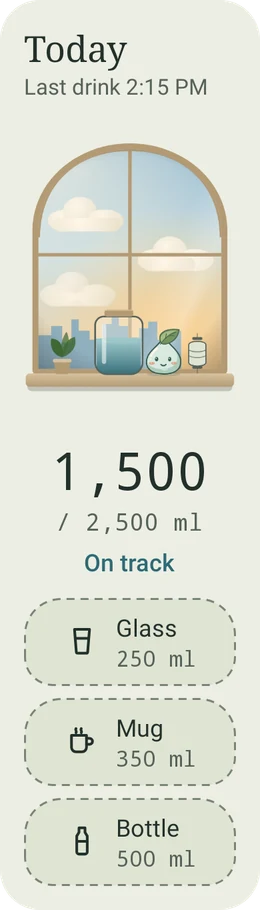 Today
Last drink 2:15 PM
1,500
/ 2,500 ml
On track
Glass
250 ml
Mug
350 ml
Bottle
500 ml